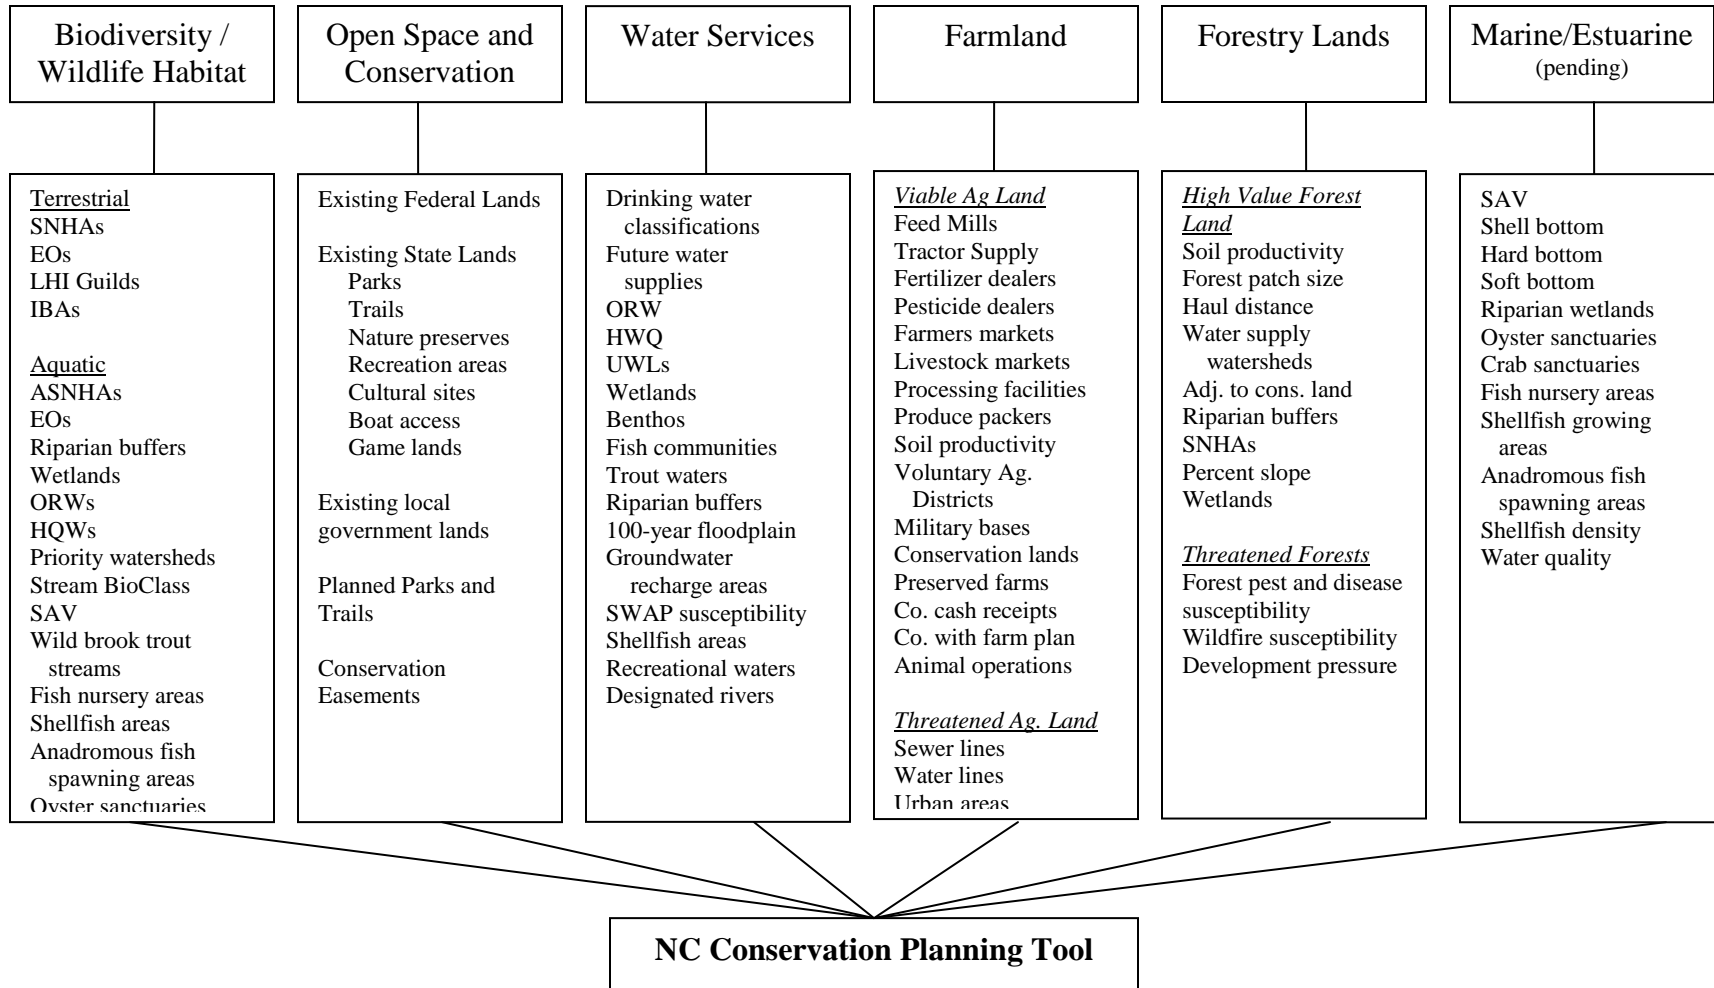 Biodiversity /
Wildlife Habitat
Open Space and
Conservation
Water Services
Farmland
Forestry Lands
Marine/Estuarine
(pending)
Terrestrial
SNHAs
EOs
LHI Guilds
IBAs
Aquatic
ASNHAs
EOs
Riparian buffers
Wetlands
ORWs
HQWs
Priority watersheds
Stream BioClass
SAV
Wild brook trout
streams
Fish nursery areas
Shellfish areas
Anadromous fish
spawning areas
Oyster sanctuaries
Existing Federal Lands
Existing State Lands
Parks
Trails
Nature preserves
Recreation areas
Cultural sites
Boat access
Game lands
Existing local
government lands
Planned Parks and
Trails
Conservation
Easements
Drinking water
classifications
Future water
supplies
ORW
HWQ
UWLs
Wetlands
Benthos
Fish communities
Trout waters
Riparian buffers
100-year floodplain
Groundwater
recharge areas
SWAP susceptibility
Shellfish areas
Recreational waters
Designated rivers
Viable Ag Land
Feed Mills
Tractor Supply
Fertilizer dealers
Pesticide dealers
Farmers markets
Livestock markets
Processing facilities
Produce packers
Soil productivity
Voluntary Ag.
Districts
Military bases
Conservation lands
Preserved farms
Co. cash receipts
Co. with farm plan
Animal operations
Threatened Ag. Land
Sewer lines
Water lines
Urban areas
High Value Forest
Land
Soil productivity
Forest patch size
Haul distance
Water supply
watersheds
Adj. to cons. land
Riparian buffers
SNHAs
Percent slope
Wetlands
Threatened Forests
Forest pest and disease
susceptibility
Wildfire susceptibility
Development pressure
SAV
Shell bottom
Hard bottom
Soft bottom
Riparian wetlands
Oyster sanctuaries
Crab sanctuaries
Fish nursery areas
Shellfish growing
areas
Anadromous fish
spawning areas
Shellfish density
Water quality
NC Conservation Planning Tool